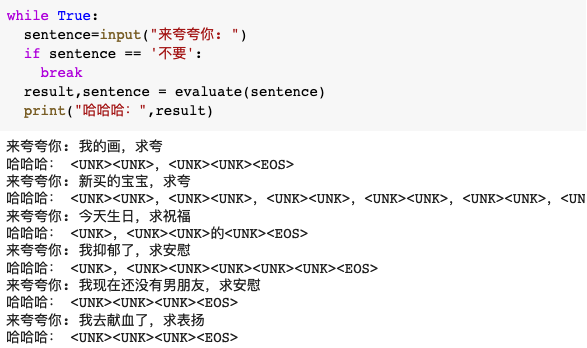 while True:
  sentence=input("来夸夸你：")
  if sentence == '不要':
    break
  result,sentence = evaluate(sentence)
  print("哈哈哈：",result)
来夸夸你：我的画，求夸
哈哈哈： <UNK><UNK>，<UNK><UNK><EOS>
来夸夸你：新买的宝宝，求夸
哈哈哈： <UNK><UNK>，<UNK><UNK>，<UNK><UNK>，<UNK><UNK>，<UNK><UNK>，<UN
来夸夸你：今天生日，求祝福
哈哈哈： <UNK>，<UNK><UNK>的<UNK><EOS>
来夸夸你：我抑郁了，求安慰
哈哈哈： <UNK>，<UNK><UNK><UNK><UNK><UNK><EOS>
来夸夸你：我现在还没有男朋友，求安慰
哈哈哈： <UNK><UNK><UNK><EOS>
来夸夸你：我去献血了，求表扬
哈哈哈： <UNK><UNK><UNK><EOS>